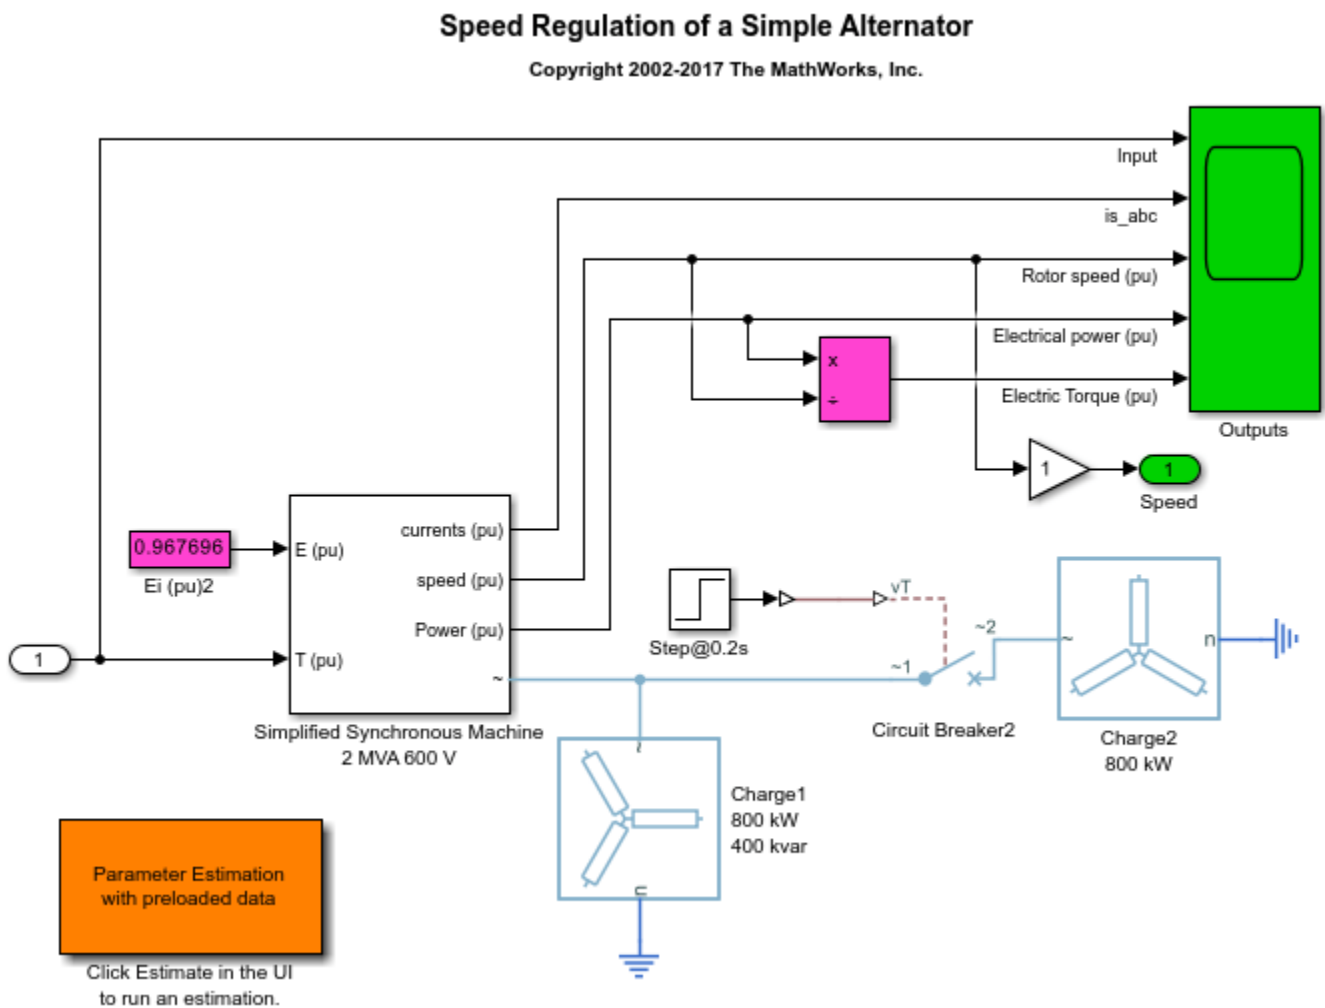 Speed Regulation of a Simple Alternator
Copyright 2002-2017 The MathWorks, Inc.
Input
is_abc
Rotor speed (pu)
Electrical power (pu)
x
÷
Electric Torque (pu)
Outputs
1
1
Speed
0.967696
Ei (pu)2
E (pu)
currents (pu)
speed (pu)
Power (pu)
1
T (pu)
~
Simplified Synchronous Machine
2 MVA 600 V
Step@0.2s
vT
~1
~2
Circuit Breaker2
~
n
Charge2
800 kW
~
n
Charge1
800 kW
400 kvar
Parameter Estimation
with preloaded data
Click Estimate in the UI
to run an estimation.